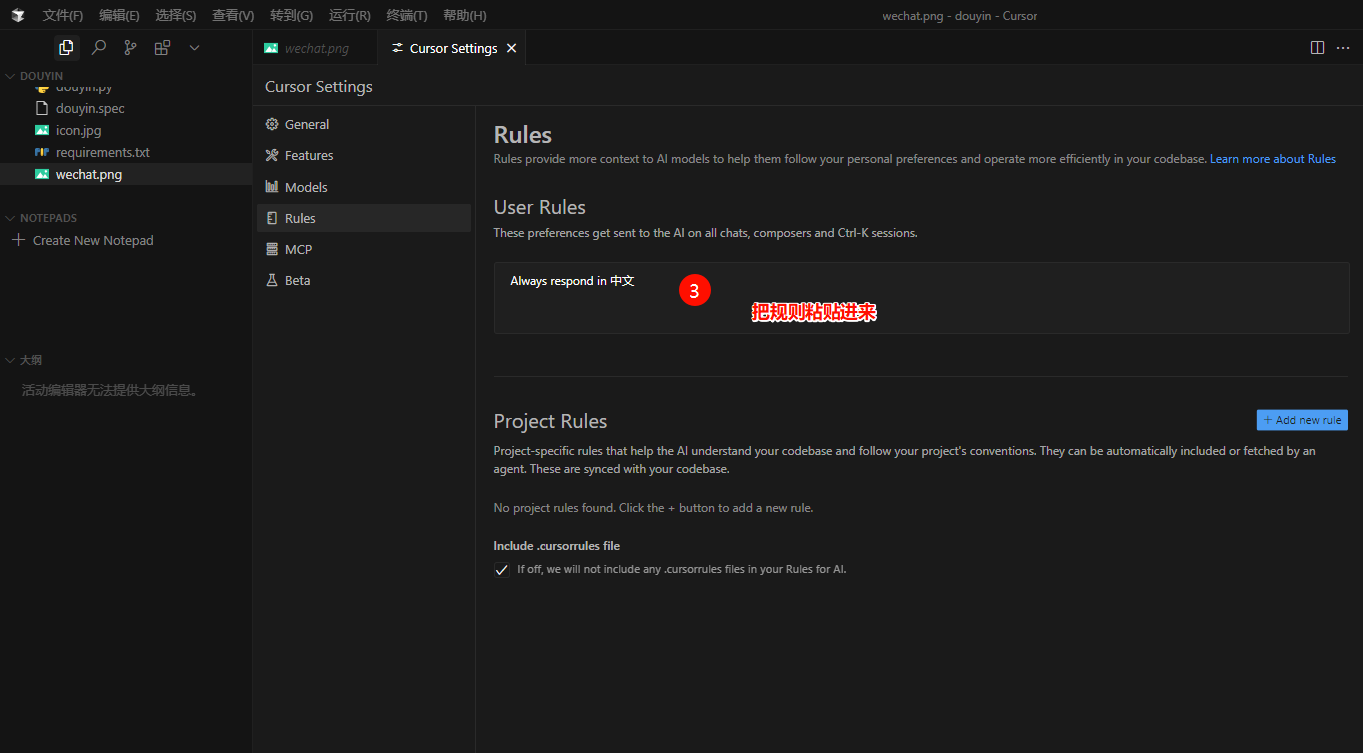 文件(F) 编辑(E) 选择(S) 查看(V) 转到(G) 运行(R) 终端(T) 帮助(H)
wechat.png - douyin - Cursor
wechat.png
Cursor Settings
DOUYIN
douyin.py
douyin.spec
icon.jpg
requirements.txt
wechat.png
NOTEPADS
Create New Notepad
大纲
活动编辑器无法提供大纲信息。
Cursor Settings
General
Features
Models
Rules
MCP
Beta
Rules
Rules provide more context to AI models to help them follow your personal preferences and operate more efficiently in your codebase. Learn more about Rules
User Rules
These preferences get sent to the AI on all chats, composers and Ctrl-K sessions.
Always respond in 中文
3
把规则粘贴进来
Project Rules
+ Add new rule
Project-specific rules that help the AI understand your codebase and follow your project's conventions. They can be automatically included or fetched by an
agent. These are synced with your codebase.
No project rules found. Click the + button to add a new rule.
Include .cursorrules file
If off, we will not include any .cursorrules files in your Rules for AI.